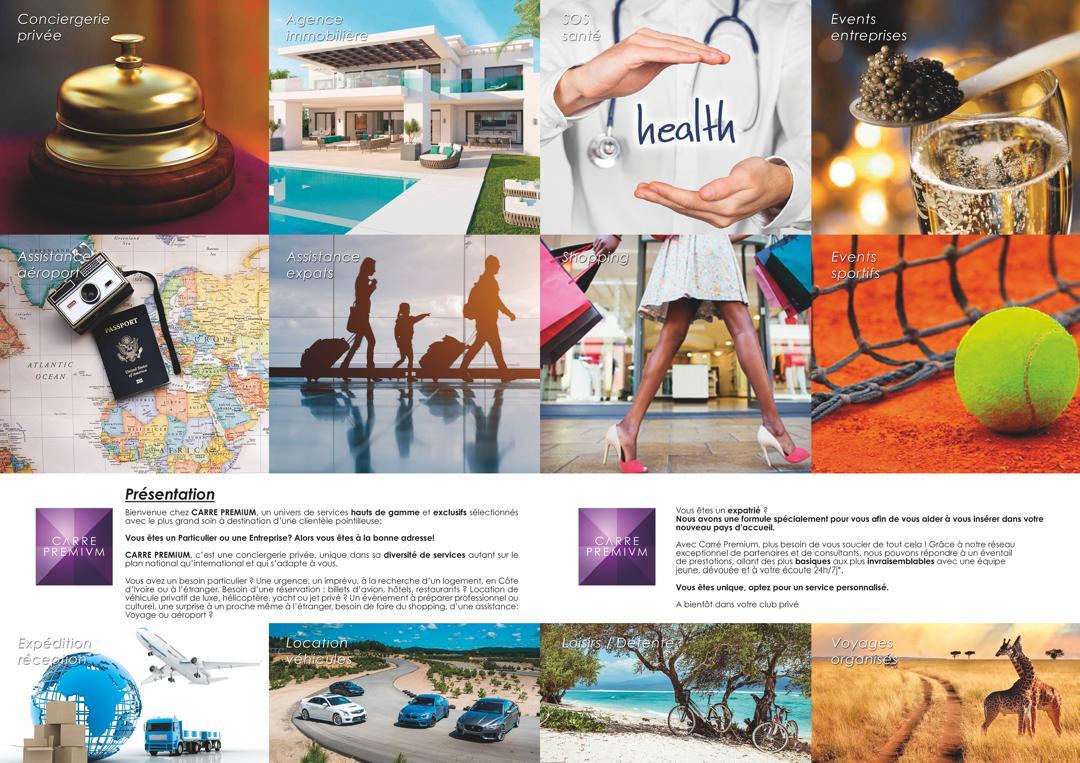 Conciergerie
privée
Agence
immobilière
SOS
santé
health
Events
entreprises
Assistance
aéroport
PASSPORT
United States
of America
ATLANTIC
OCEAN
EUROPE
AFRICA
Assistance
expats
Shopping
Events
sportifs
Présentation
CARRE
PREMIVM
Bienvenue chez CARRE PREMIUM, un univers de services hauts de gamme et exclusifs sélectionnés
avec le plus grand soin à destination d'une clientèle pointilleuse;
Vous êtes un Particulier ou une Entreprise? Alors vous êtes à la bonne adresse!
CARRE PREMIUM, c'est une conciergerie privée, unique dans sa diversité de services autant sur le
plan national qu'international et qui s'adapte à vous.
Vous avez un besoin particulier ? Une urgence, un imprévu, à la recherche d'un logement, en Côte
d'Ivoire ou à l'étranger. Besoin d'une réservation : billets d'avion, hôtels, restaurants ? Location de
véhicule privatif de luxe, hélicoptère, yacht ou jet privé ? Un évènement à préparer professionnel ou
culturel, une surprise à un proche même à l'étranger, besoin de faire du shopping, d'une assistance:
Voyage ou aéroport ?
CARRE
PREMIVM
Vous êtes un expatrié ?
Nous avons une formule spécialement pour vous afin de vous aider à vous insérer dans votre
nouveau pays d'accueil.
Avec Carré Premium, plus besoin de vous soucier de tout cela ! Grâce à notre réseau
exceptionnel de partenaires et de consultants, nous pouvons répondre à un éventail
de prestations, allant des plus basiques aux plus invraisemblables avec une équipe
jeune, dévouée et à votre écoute 24h/7j*.
Vous êtes unique, optez pour un service personnalisé.
A bientôt dans votre club privé
Expédition
réception
Location
véhicules
Loisirs / Détente
Voyages
organisés